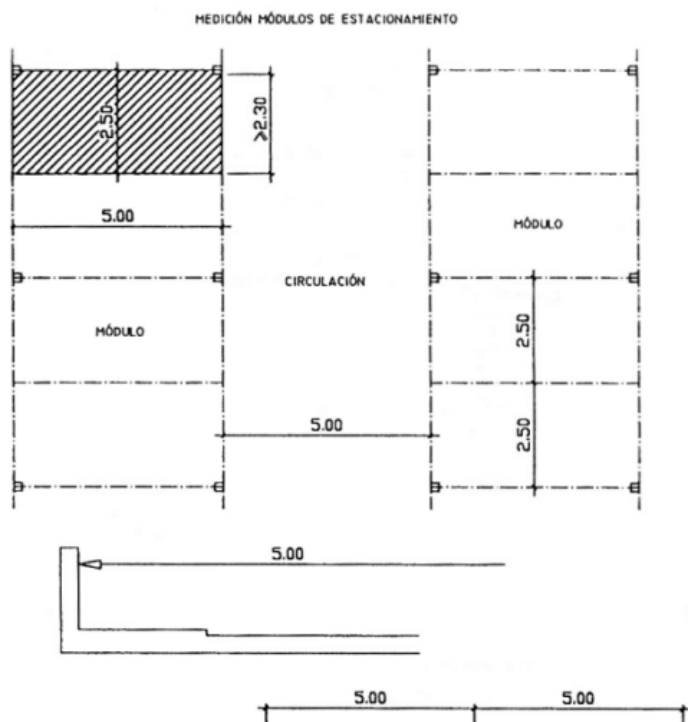 MEDICIÓN MÓDULOS DE ESTACIONAMIENTO
2.50
≥2.30
5.00
MÓDULO
CIRCULACIÓN
MÓDULO
2.50
5.00
2.50
5.00
5.00
5.00